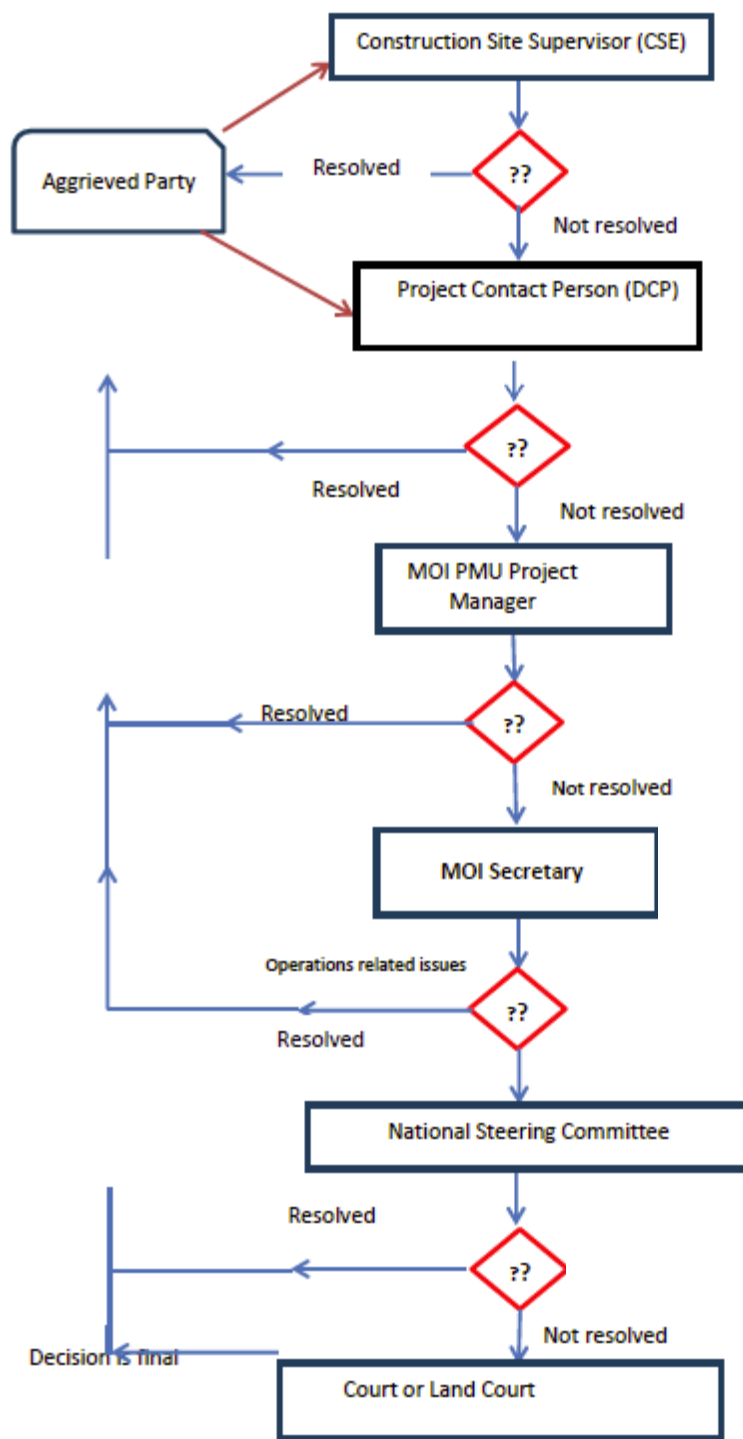 Construction Site Supervisor (CSE)
Aggrieved Party
Resolved
??
Not resolved
Project Contact Person (DCP)
??
Resolved
Not resolved
MOI PMU Project
Manager
Resolved
??
Not resolved
MOI Secretary
Operations related issues
??
Resolved
National Steering Committee
Resolved
??
Not resolved
Decision is final
Court or Land Court